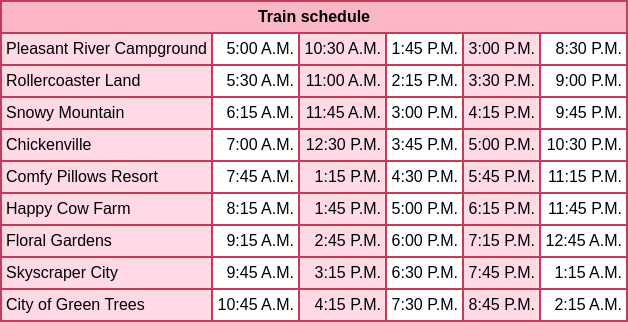 Train schedule
Pleasant River Campground 5:00 A.M. 10:30 A.M. 1:45 P.M. 3:00 P.M. 8:30 P.M.
Rollercoaster Land 5:30 A.M. 11:00 A.M. 2:15 P.M. 3:30 P.M. 9:00 P.M.
Snowy Mountain 6:15 A.M. 11:45 A.M. 3:00 P.M. 4:15 P.M. 9:45 P.M.
Chickenville 7:00 A.M. 12:30 P.M. 3:45 P.M. 5:00 P.M. 10:30 P.M.
Comfy Pillows Resort 7:45 A.M. 1:15 P.M. 4:30 P.M. 5:45 P.M. 11:15 P.M.
Happy Cow Farm 8:15 A.M. 1:45 P.M. 5:00 P.M. 6:15 P.M. 11:45 P.M.
Floral Gardens 9:15 A.M. 2:45 P.M. 6:00 P.M. 7:15 P.M. 12:45 A.M.
Skyscraper City 9:45 A.M. 3:15 P.M. 6:30 P.M. 7:45 P.M. 1:15 A.M.
City of Green Trees 10:45 A.M. 4:15 P.M. 7:30 P.M. 8:45 P.M. 2:15 A.M.